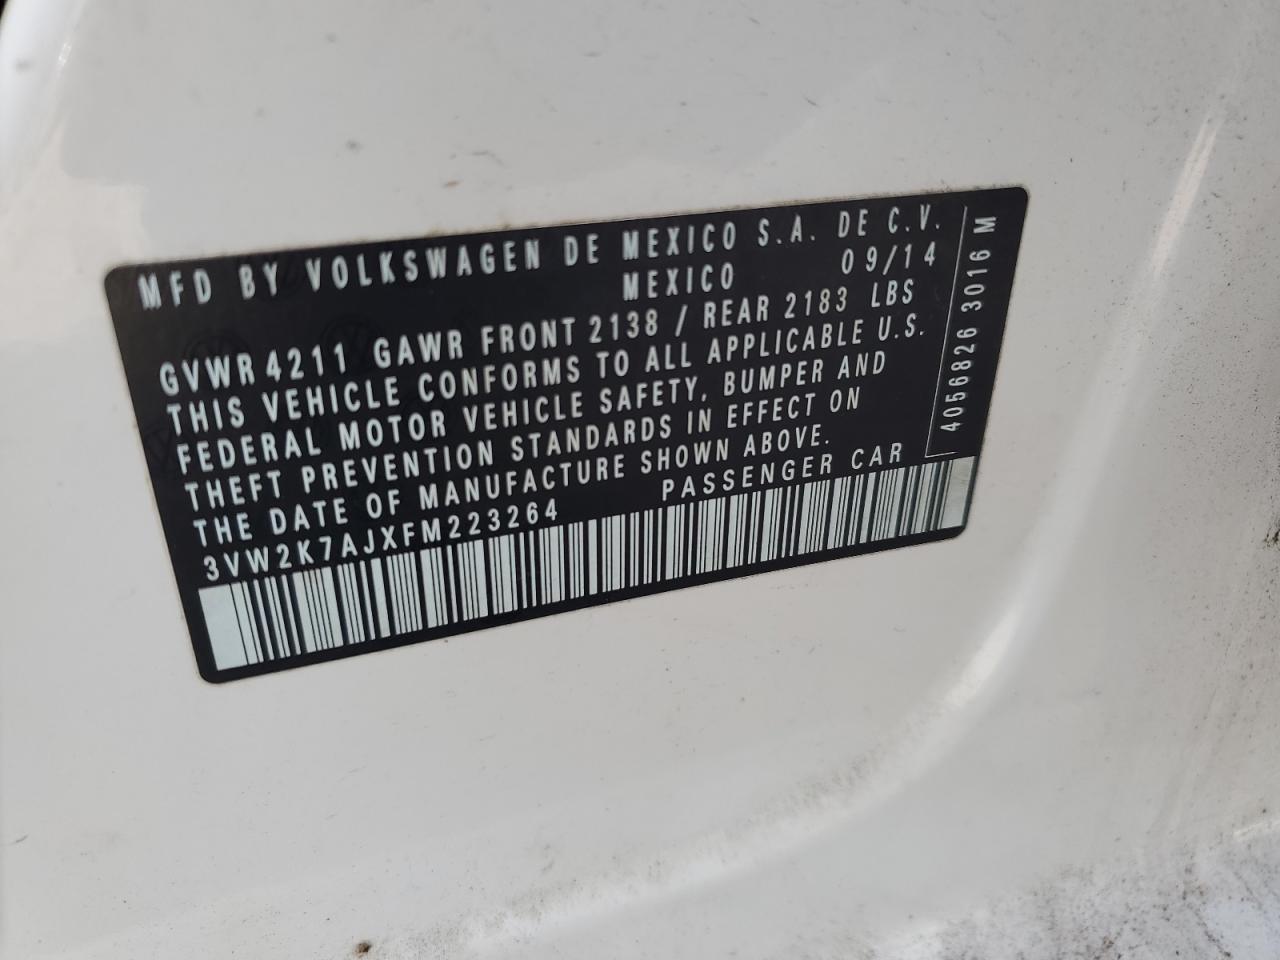 MFD BY VOLKSWAGEN DE MEXICO S.A. DE C.V.
MEXICO 09/14
GVWR 4211 GAWR FRONT 2138 / REAR 2183 LBS
THIS VEHICLE CONFORMS TO ALL APPLICABLE U.S.
FEDERAL MOTOR VEHICLE SAFETY, BUMPER AND
THEFT PREVENTION STANDARDS IN EFFECT ON
THE DATE OF MANUFACTURE SHOWN ABOVE.
3VW2K7AJXFM223264 PASSENGER CAR
4056826 3016 M